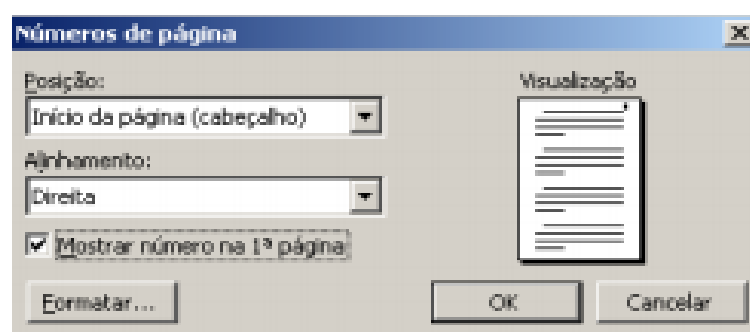 Números de página
Posição:
Visualização
Início da página (cabeçalho)
Alinhamento:
Direita
Mostrar número na 1ª página
Formatar...
OK
Cancelar